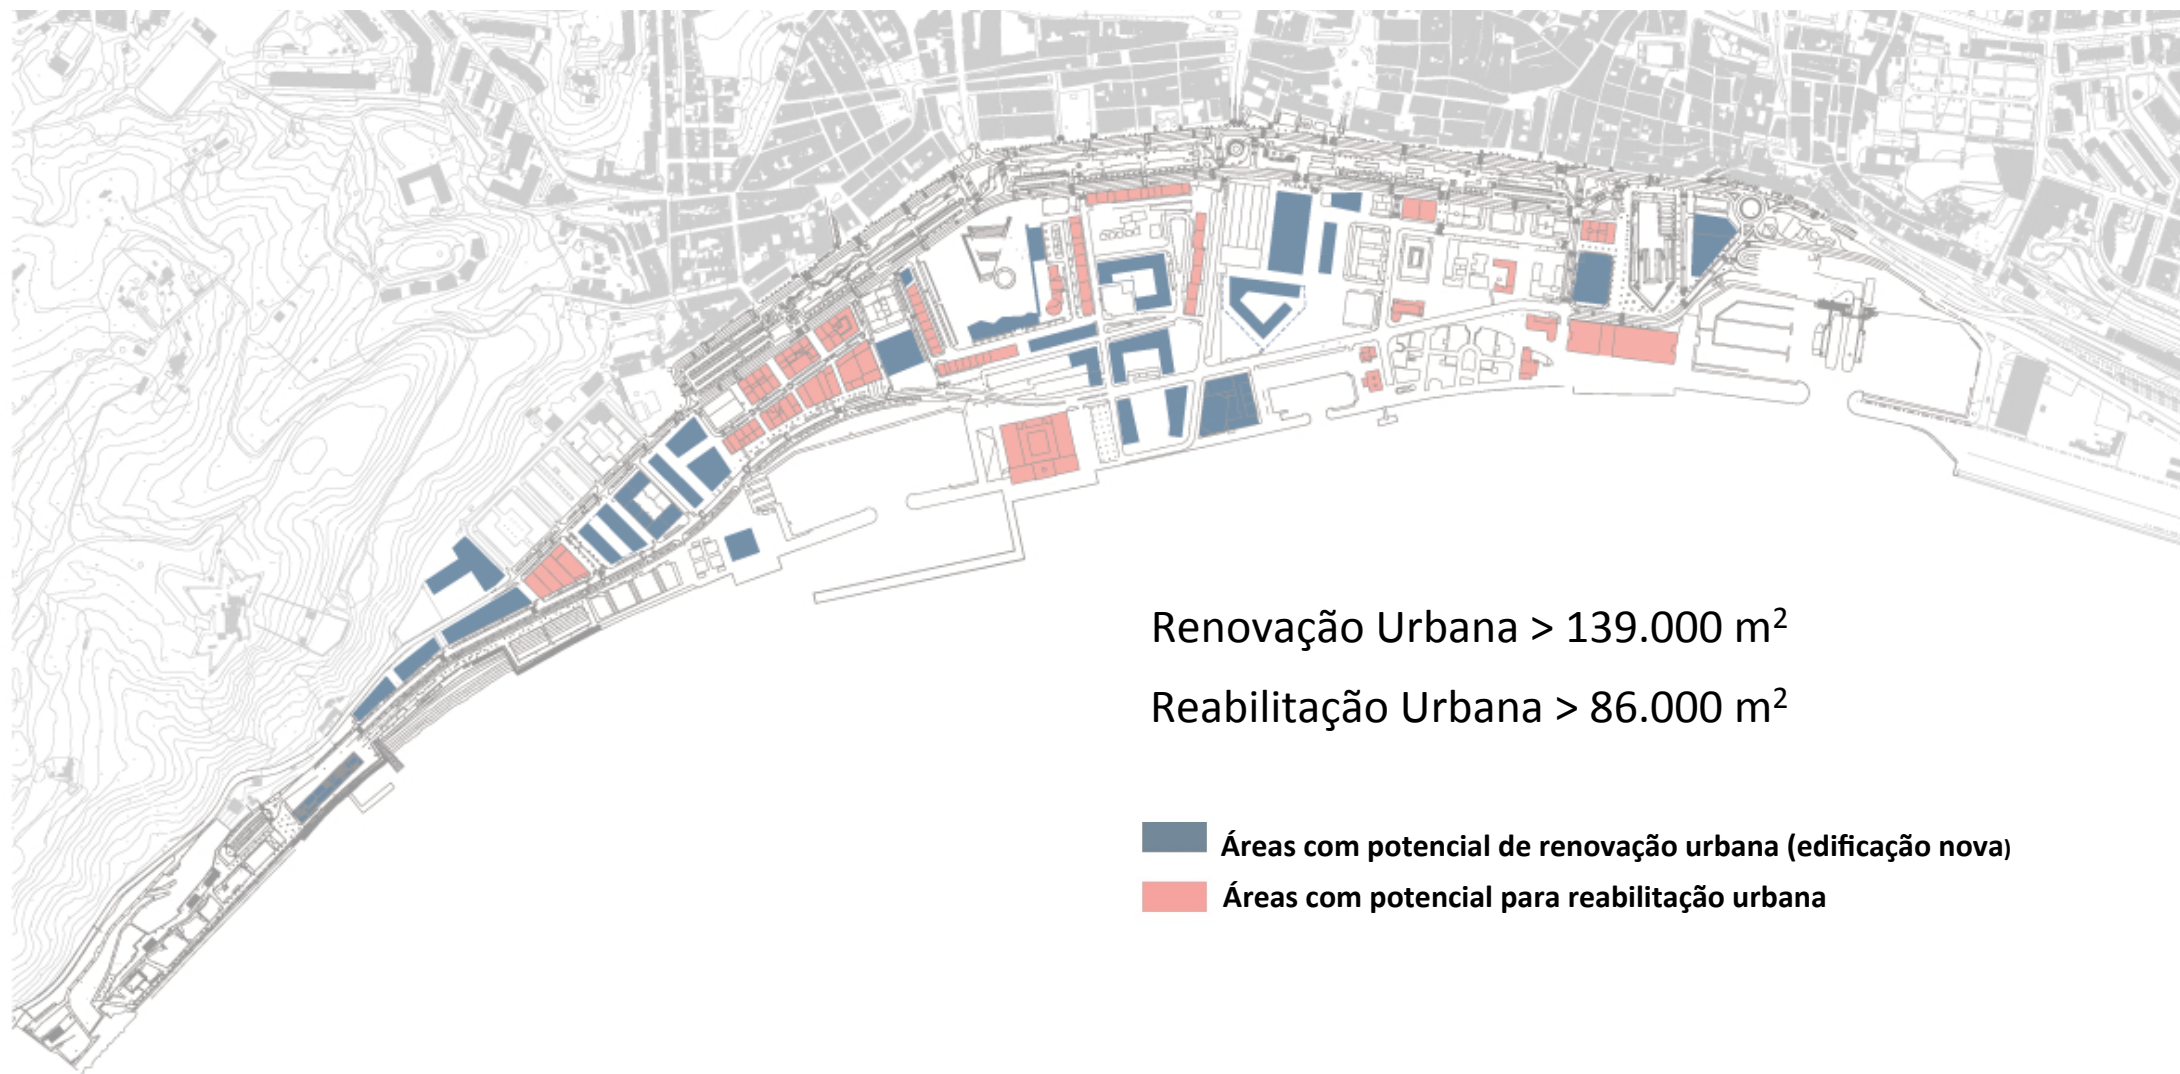 Renovação Urbana > 139.000 m²
Reabilitação Urbana > 86.000 m²
Áreas com potencial de renovação urbana (edificação nova)
Áreas com potencial para reabilitação urbana